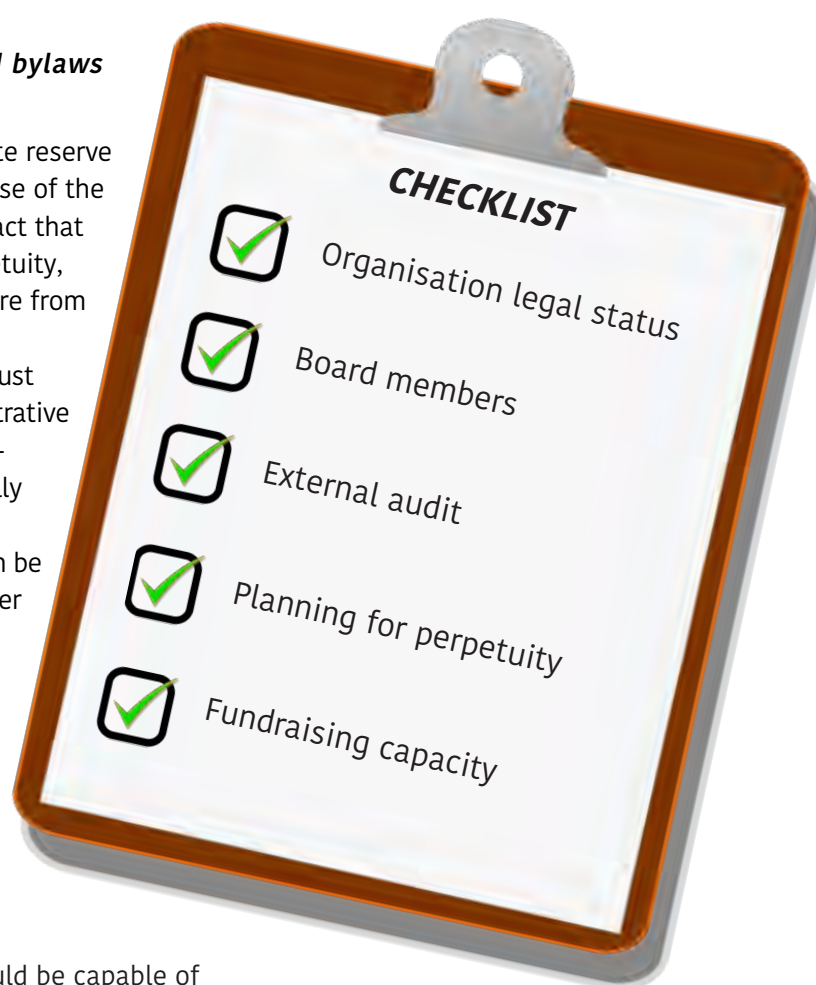 bylaws
te reserve
se of the
act that
tuity,
re from
ust
trative
-
ly
n be
er
CHECKLIST
Organisation legal status
Board members
External audit
Planning for perpetuity
Fundraising capacity
uld be capable of